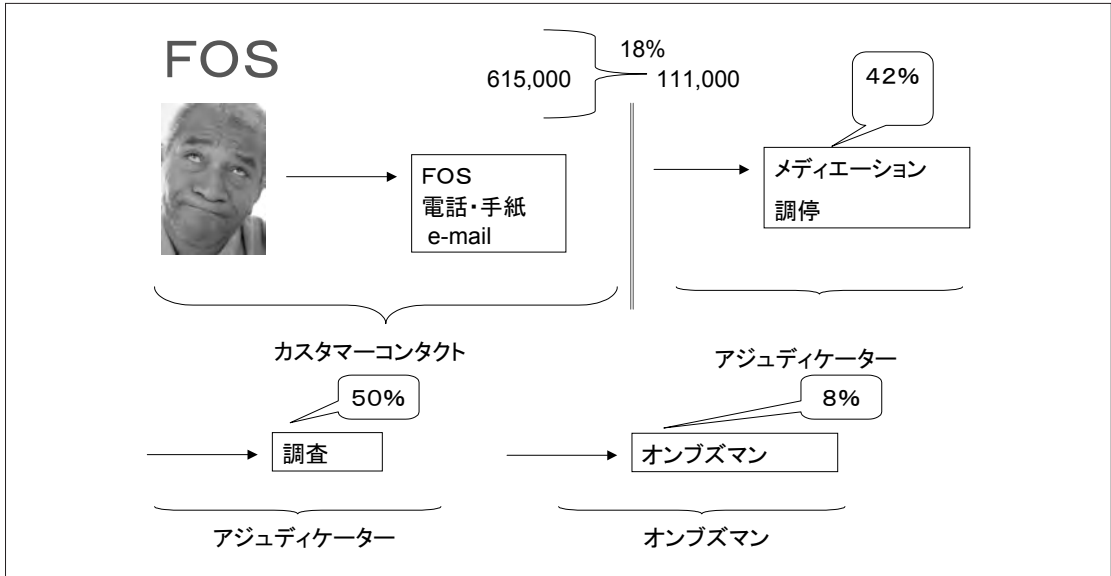 FOS
18%
615,000
111,000
42%
FOS
電話・手紙
e-mail
メディエーション
調停
カスタマーコンタクト
アジュディケーター
50%
調査
8%
オンブズマン
アジュディケーター
オンブズマン